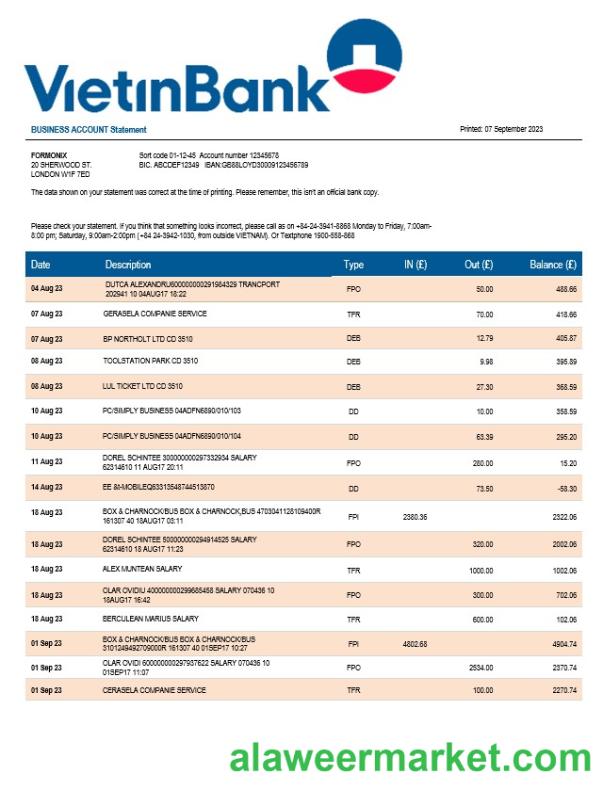 VietinBank
BUSINESS ACCOUNT Statement
Printed: 07 September 2023
FORMONIX
20 SHERWOOD ST.
LONDON W1F 7ED
Sort code 01-12-45 Account number 12345678
BIC. ABCDEF12349 IBAN:GB88LOYD30009123456789
The data shown on your statement was correct at the time of printing. Please remember, this isn't an official bank copy.
Please check your statement. If you think that something looks incorrect, please call as on +84-24-3941-8868 Monday to Friday, 7:00am-
8:00 pm; Saturday, 9:00am-2:00pm (+84 24-3942-1030, from outside VIETNAM). Or Textphone 1900-558-868
Date Description Type IN (£) Out (£) Balance (£)
04 Aug 23 DUTCA ALEXANDRU600000000291984329 TRANCPORT FPO 50.00 488.66
202941 10 04AUG17 18:22
07 Aug 23 GERASELA COMPANIE SERVICE TFR 70.00 418.66
07 Aug 23 BP NORTHOLT LTD CD 3510 DEB 12.79 405.87
08 Aug 23 TOOLSTATION PARK CD 3510 DEB 9.98 395.89
08 Aug 23 LUL TICKET LTD CD 3510 DEB 27.30 368.59
10 Aug 23 PC/SIMPLY BUSINESS 04ADFN6890/010/103 DD 10.00 358.59
10 Aug 23 PC/SIMPLY BUSINESS 04ADFN6890/010/104 DD 63.39 295.20
11 Aug 23 DOREL SCHINTEE 300000000297332934 SALARY FPO 280.00 15.20
62314610 11 AUG17 20:11
14 Aug 23 EE &t-MOBILEQ63313548744513870 DD 73.50 -58.30
18 Aug 23 BOX & CHARNOCK/BUS BOX & CHARNOCK,BUS 4703041128109400R FPI 2380.36 2322.06
161307 40 18AUG17 03:11
18 Aug 23 DOREL SCHINTEE 500000000294914525 SALARY FPO 320.00 2002.06
62314610 18 AUG17 11:23
18 Aug 23 ALEX MUNTEAN SALARY TFR 1000.00 1002.06
18 Aug 23 OLAR OVIDIU 400000000299685458 SALARY 070436 10 FPO 300.00 702.06
18AUG17 16:42
18 Aug 23 BERCULEAN MARIUS SALARY TFR 600.00 102.06
01 Sep 23 BOX & CHARNOCK/BUS BOX & CHARNOCK/BUS FPI 4802.68 4904.74
3101249492709000R 161307 40 01SEP17 10:27
01 Sep 23 OLAR OVIDI 600000000297937622 SALARY 070436 10 FPO 2534.00 2370.74
01SEP17 11:07
01 Sep 23 CERASELA COMPANIE SERVICE TFR 100.00 2270.74
alaweermarket.com